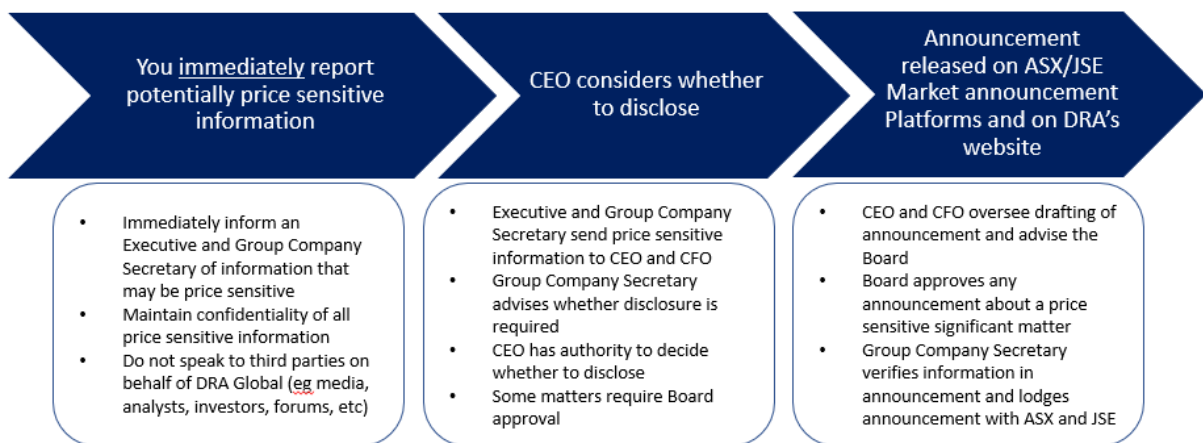 You immediately report
potentially price sensitive
information
CEO considers whether
to disclose
Announcement
released on ASX/JSE
Market announcement
Platforms and on DRA's
website
• Immediately inform an
Executive and Group Company
Secretary of information that
may be price sensitive
• Maintain confidentiality of all
price sensitive information
• Do not speak to third parties on
behalf of DRA Global (eg media,
analysts, investors, forums, etc)
• Executive and Group Company
Secretary send price sensitive
information to CEO and CFO
• Group Company Secretary
advises whether disclosure is
required
• CEO has authority to decide
whether to disclose
• Some matters require Board
approval
• CEO and CFO oversee drafting of
announcement and advise the
Board
• Board approves any
announcement about a price
sensitive significant matter
• Group Company Secretary
verifies information in
announcement and lodges
announcement with ASX and JSE